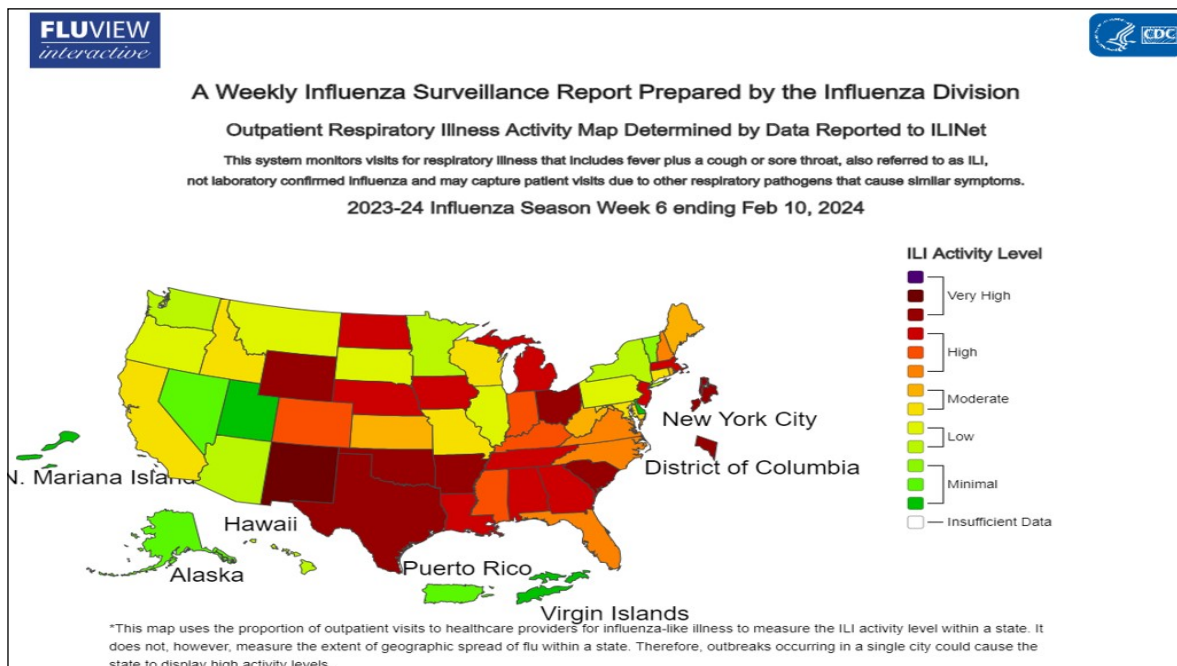 FLUVIEW
interactive
CDC
A Weekly Influenza Surveillance Report Prepared by the Influenza Division
Outpatient Respiratory Illness Activity Map Determined by Data Reported to ILINet
This system monitors visits for respiratory illness that includes fever plus a cough or sore throat, also referred to as ILI,
not laboratory confirmed influenza and may capture patient visits due to other respiratory pathogens that cause similar symptoms.
2023-24 Influenza Season Week 6 ending Feb 10, 2024
ILI Activity Level
Very High
High
Moderate
Low
Minimal
Insufficient Data
New York City
District of Columbia
N. Mariana Island
Hawaii
Alaska
Puerto Rico
Virgin Islands
*This map uses the proportion of outpatient visits to healthcare providers for influenza-like illness to measure the ILI activity level within a state. It
does not, however, measure the extent of geographic spread of flu within a state. Therefore, outbreaks occurring in a single city could cause the
state to display high activity levels